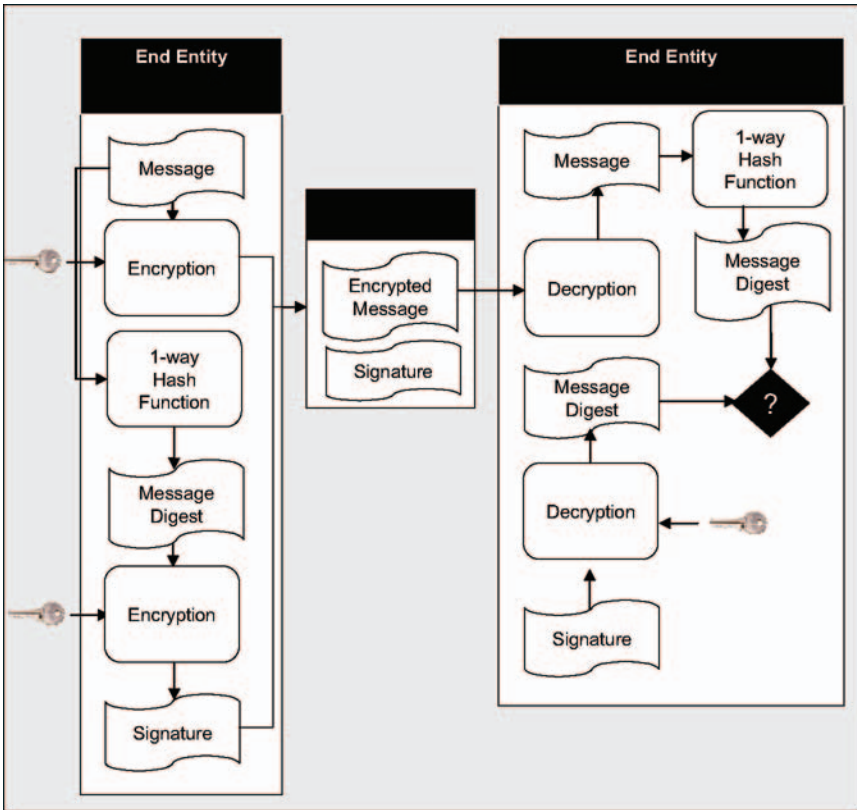 End Entity
Message
Encryption
1-way
Hash
Function
Message
Digest
Encryption
Signature
Encrypted
Message
Signature
End Entity
Message
1-way
Hash
Function
Decryption
Message
Digest
Message
Digest
?
Decryption
Signature